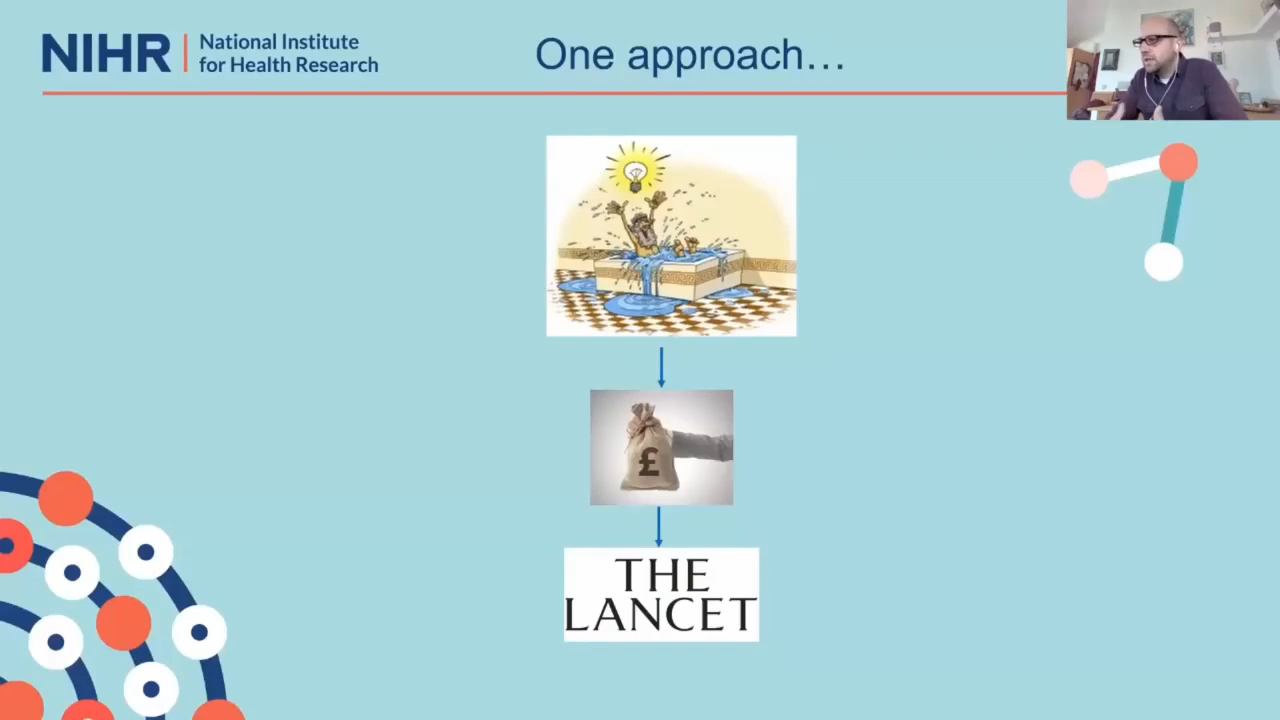 NIHR
National Institute
for Health Research
One approach…
£
THE
LANCET